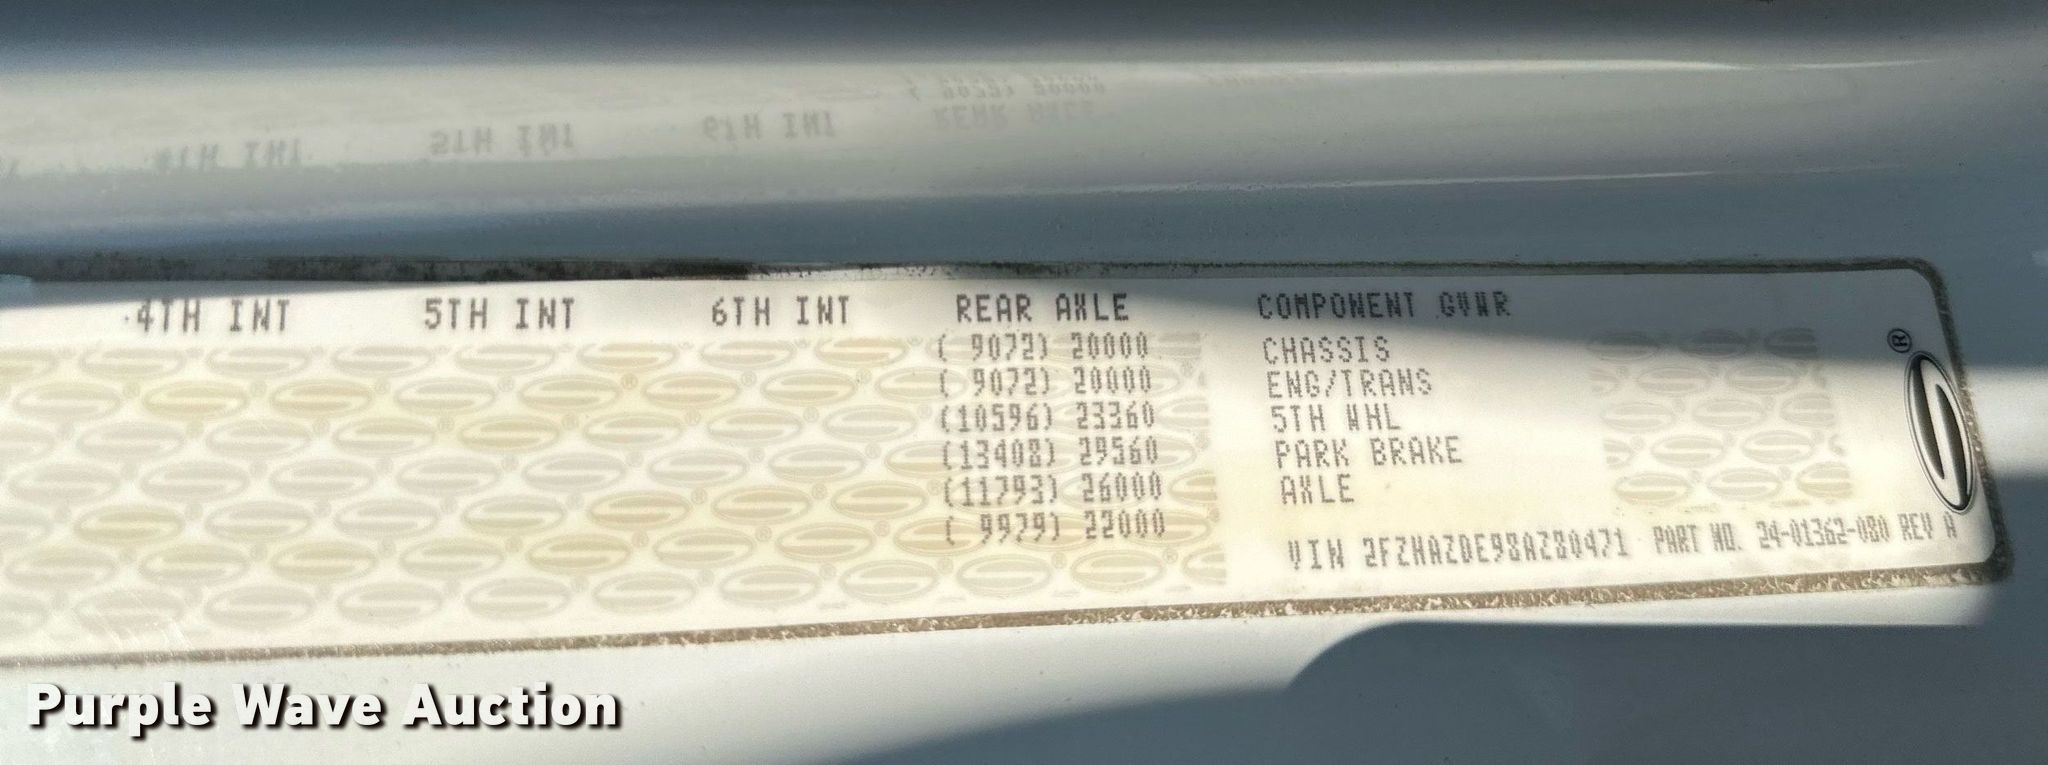 4TH INT 5TH INT 6TH INT REAR AXLE COMPONENT GVWR
( 9072) 20000 CHASSIS
( 9072) 20000 ENG/TRANS
(10596) 23360 5TH WHL
(13408) 29560 PARK BRAKE
(11793) 26000 AXLE
( 9979) 22000
VIN 2FZHAZDE98AZ80471 PART NO. 24-01362-080 REV A
®
Purple Wave Auction